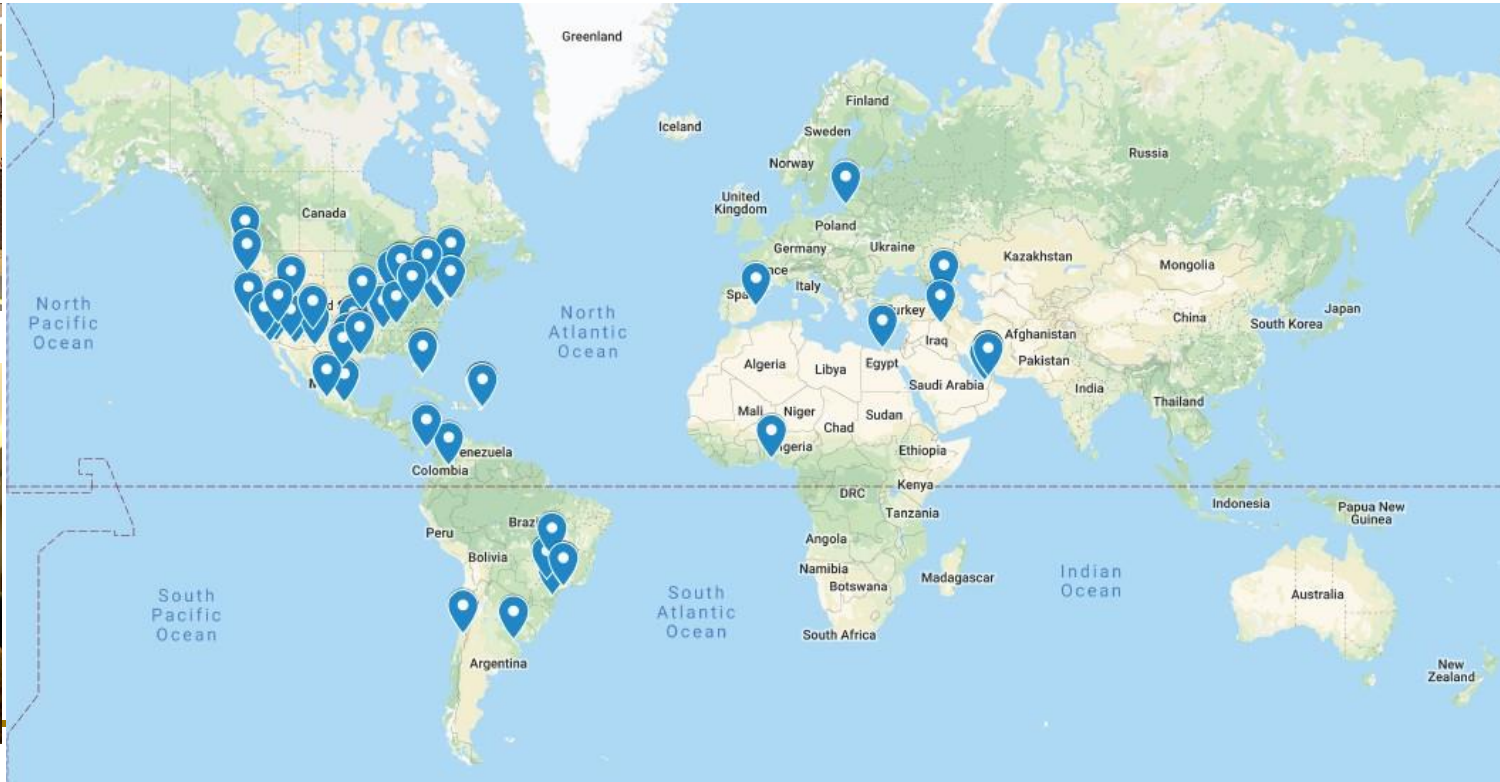 Greenland
Iceland
Finland
Sweden
Norway
Russia
United
Kingdom
Canada
Poland
Germany
Ukraine
Kazakhstan
Mongolia
Italy
North
Pacific
Ocean
North
Atlantic
Ocean
Japan
China
South Korea
Afghanistan
Iraq
Pakistan
Algeria
Libya
Egypt
Saudi Arabia
India
Thailand
Mali
Niger
Chad
Sudan
Ethiopia
Colombia
Kenya
DRC
Tanzania
Indonesia
Papua New
Guinea
Peru
Bolivia
Angola
Namibia
Botswana
Madagascar
Indian
Ocean
South
Pacific
Ocean
South
Atlantic
Ocean
Australia
South Africa
Argentina
New
Zealand